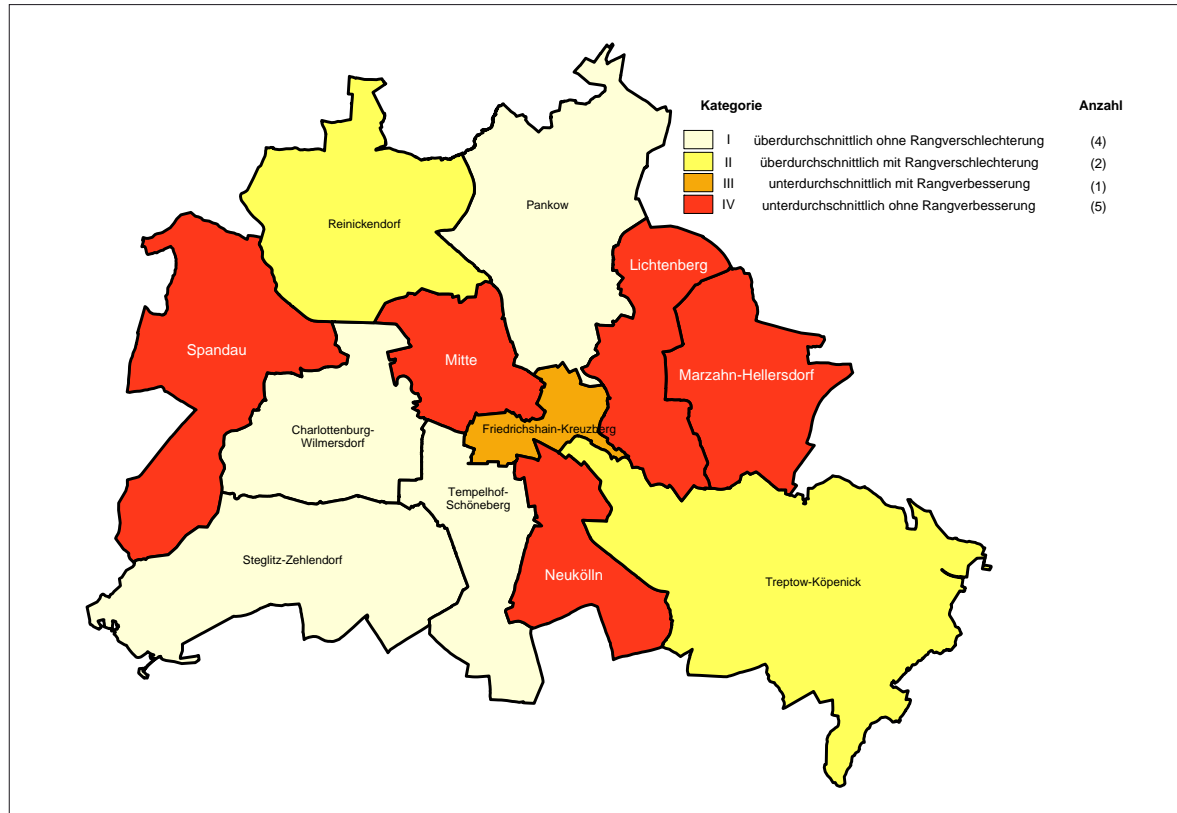 Kategorie Anzahl
I überdurchschnittlich ohne Rangverschlechterung (4)
II überdurchschnittlich mit Rangverschlechterung (2)
III unterdurchschnittlich mit Rangverbesserung (1)
IV unterdurchschnittlich ohne Rangverbesserung (5)
Pankow
Reinickendorf
Lichtenberg
Spandau
Mitte
Marzahn-Hellersdorf
Charlottenburg-
Wilmersdorf
Friedrichshain-Kreuzberg
Tempelhof-
Schöneberg
Steglitz-Zehlendorf
Neukölln
Treptow-Köpenick